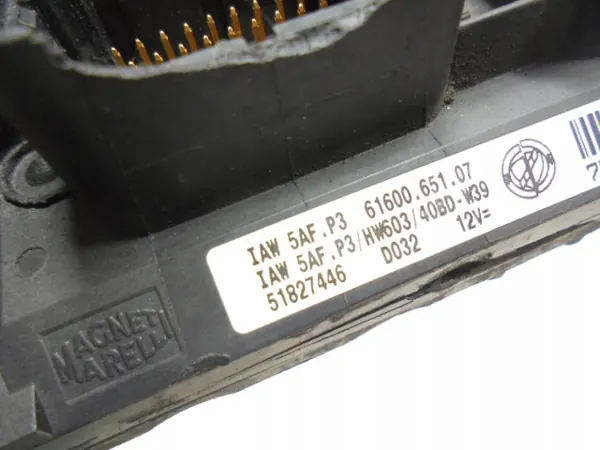 IAW 5AF.P3 61600.651.07
IAW 5AF.P3/HW603/40BD-W39
51827446 D032 12V=
MAGNETI
MARELLI